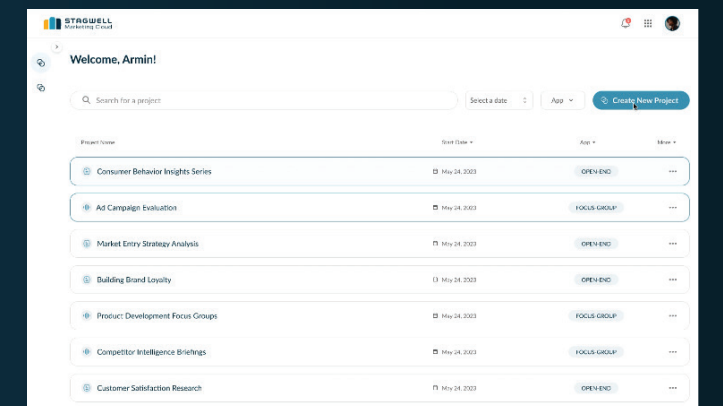 STAGWELL
Marketing Cloud
Welcome, Armin!
Search for a project
Select a date
App
Create New Project
Project Name Start Date App More
Consumer Behavior Insights Series May 24, 2023 OPEN-END
Ad Campaign Evaluation May 24, 2023 FOCUS-GROUP
Market Entry Strategy Analysis May 24, 2023 OPEN-END
Building Brand Loyalty May 24, 2023 OPEN-END
Product Development Focus Groups May 24, 2023 FOCUS-GROUP
Competitor Intelligence Briefings May 24, 2023 FOCUS-GROUP
Customer Satisfaction Research May 24, 2023 OPEN-END